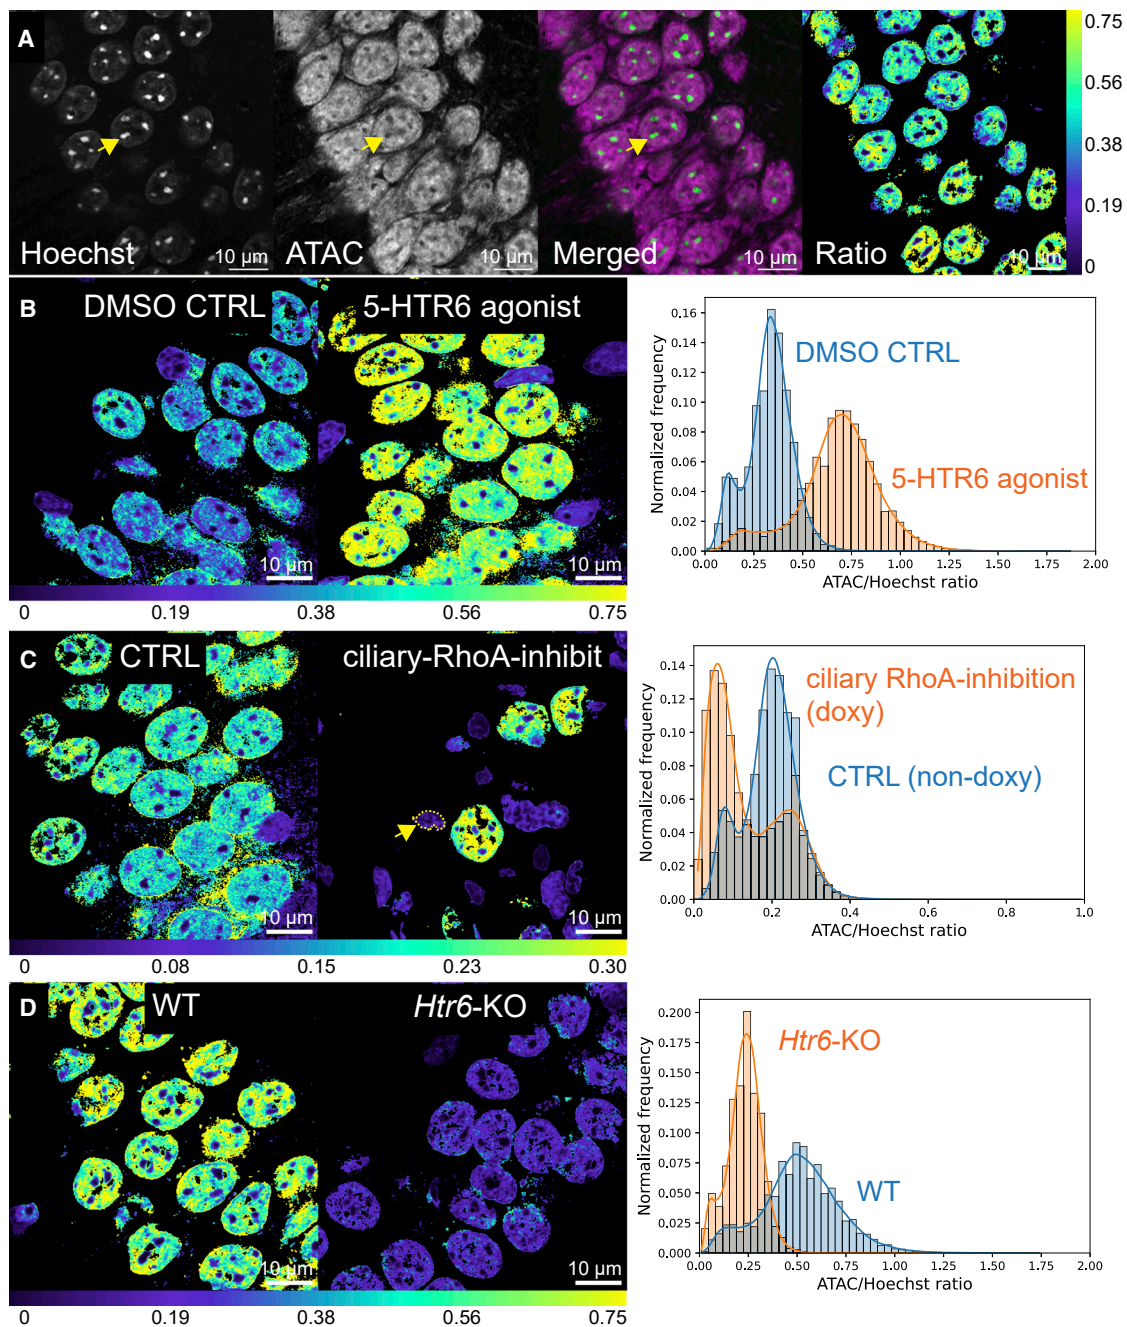 A
Hoechst
10 µm
ATAC
10 µm
Merged
10 µm
Ratio
10 µm
0.75
0.56
0.38
0.19
0
B
DMSO CTRL
5-HTR6 agonist
10 µm
10 µm
0 0.19 0.38 0.56 0.75
Normalized frequency
0.16
0.14
0.12
0.10
0.08
0.06
0.04
0.02
0.00
DMSO CTRL
5-HTR6 agonist
0.00 0.25 0.50 0.75 1.00 1.25 1.50 1.75 2.00
ATAC/Hoechst ratio
C
CTRL
ciliary-RhoA-inhibit
10 µm
10 µm
0 0.08 0.15 0.23 0.30
Normalized frequency
0.14
0.12
0.10
0.08
0.06
0.04
0.02
0.00
ciliary RhoA-inhibition
(doxy)
CTRL (non-doxy)
0.0 0.2 0.4 0.6 0.8 1.0
ATAC/Hoechst ratio
D
WT
Htr6-KO
10 µm
10 µm
0 0.19 0.38 0.56 0.75
Normalized frequency
0.200
0.175
0.150
0.125
0.100
0.075
0.050
0.025
0.000
Htr6-KO
WT
0.00 0.25 0.50 0.75 1.00 1.25 1.50 1.75 2.00
ATAC/Hoechst ratio